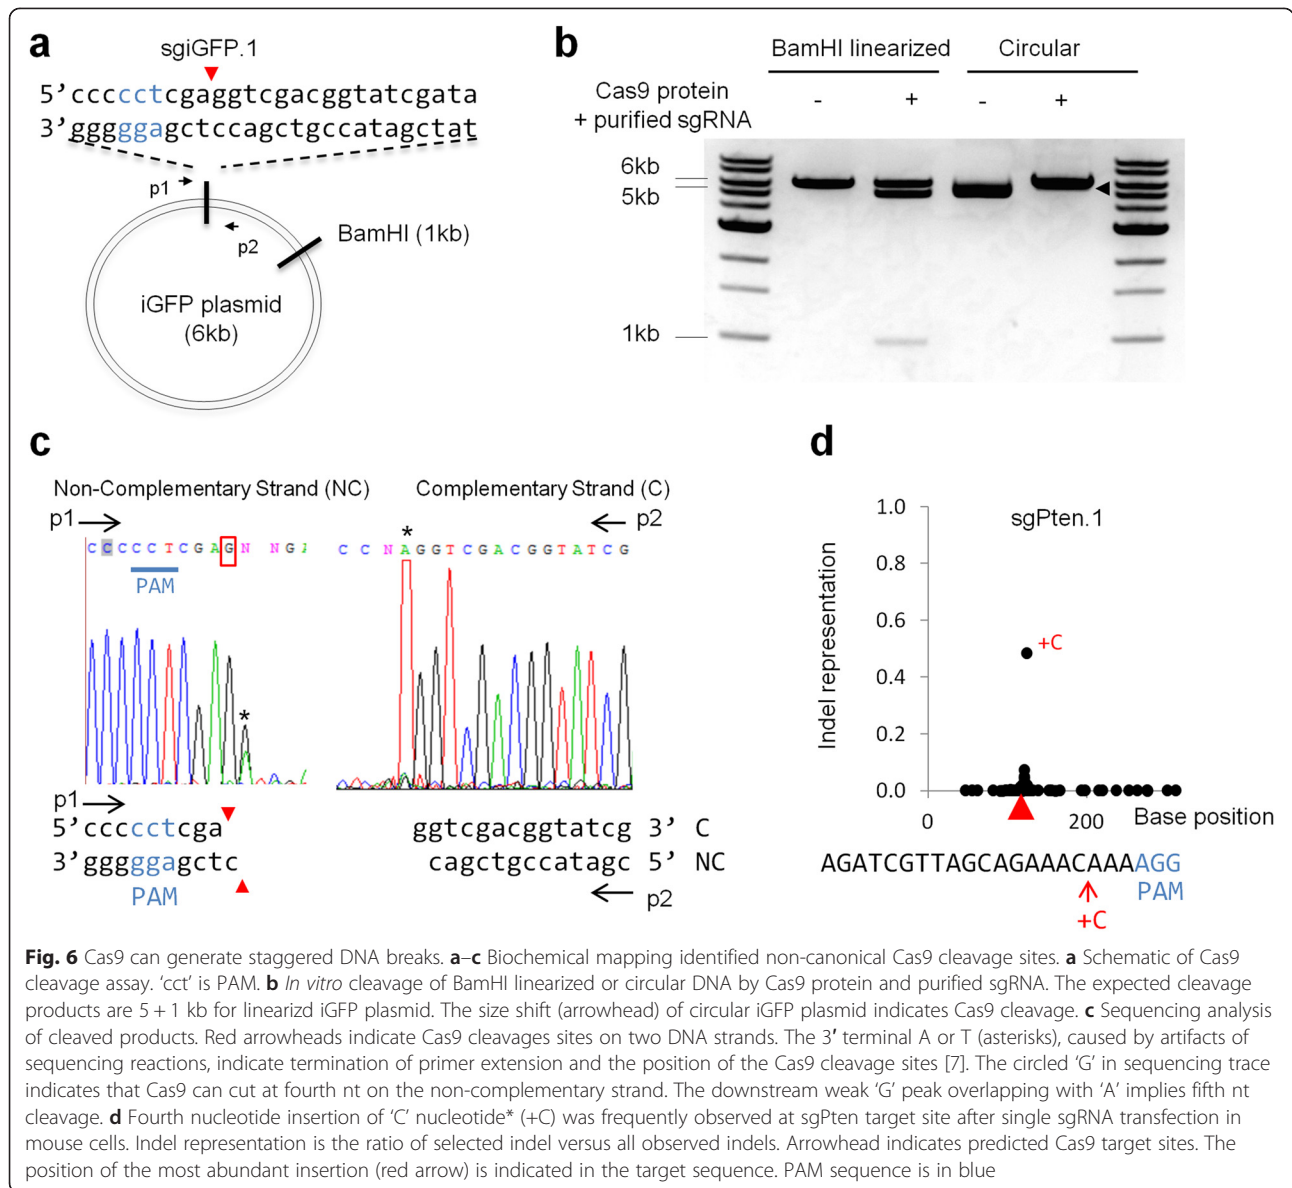 a
sgiGFP.1
5’cccccctcgaggtcgacggtatcgata
3’gggggagctccagctgccatagctat
p1
p2
BamHI (1kb)
iGFP plasmid
(6kb)
b
BamHI linearized
Circular
Cas9 protein
+ purified sgRNA
- + - +
6kb
5kb
1kb
c
Non-Complementary Strand (NC)
p1
C C C C C T C G A G N N G
PAM
*
Complementary Strand (C)
p2
*
C C N A G G T C G A C G G T A T C G
p1
5’cccccctcga
3’gggggagctc
PAM
ggtcgacggtatcg 3’ C
cagctgccatagc 5’ NC
p2
d
sgPten.1
Indel representation
1.0
0.8
0.6
0.4
0.2
0.0
+C
0
200
Base position
AGATCGTTAGCAGAAACAAAAGG
PAM
+C
Fig. 6 Cas9 can generate staggered DNA breaks. a–c Biochemical mapping identified non-canonical Cas9 cleavage sites. a Schematic of Cas9
cleavage assay. ‘cct’ is PAM. b In vitro cleavage of BamHI linearized or circular DNA by Cas9 protein and purified sgRNA. The expected cleavage
products are 5 + 1 kb for linearizd iGFP plasmid. The size shift (arrowhead) of circular iGFP plasmid indicates Cas9 cleavage. c Sequencing analysis
of cleaved products. Red arrowheads indicate Cas9 cleavages sites on two DNA strands. The 3′ terminal A or T (asterisks), caused by artifacts of
sequencing reactions, indicate termination of primer extension and the position of the Cas9 cleavage sites [7]. The circled ‘G’ in sequencing trace
indicates that Cas9 can cut at fourth nt on the non-complementary strand. The downstream weak ‘G’ peak overlapping with ‘A’ implies fifth nt
cleavage. d Fourth nucleotide insertion of ‘C’ nucleotide* (+C) was frequently observed at sgPten target site after single sgRNA transfection in
mouse cells. Indel representation is the ratio of selected indel versus all observed indels. Arrowhead indicates predicted Cas9 target sites. The
position of the most abundant insertion (red arrow) is indicated in the target sequence. PAM sequence is in blue